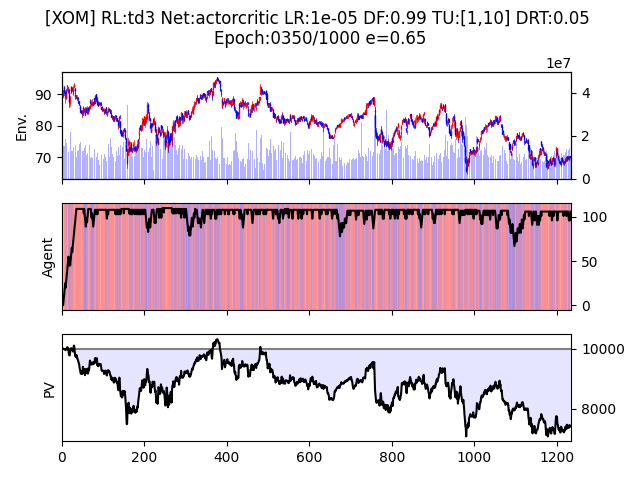 [XOM] RL:td3 Net:actorcritic LR:1e-05 DF:0.99 TU:[1,10] DRT:0.05
Epoch:0350/1000 e=0.65
1e7
Env.
90
80
70
4
2
0
Agent
100
50
0
PV
10000
8000
0 200 400 600 800 1000 1200